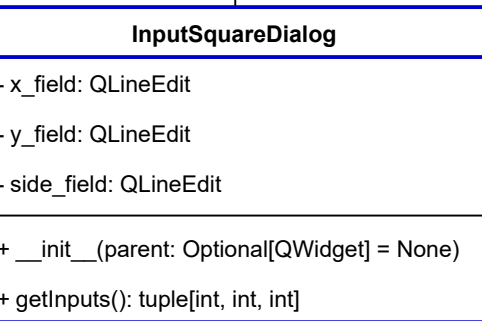 InputSquareDialog
- x_field: QLineEdit
- y_field: QLineEdit
- side_field: QLineEdit
+ __init__(parent: Optional[QWidget] = None)
+ getInputs(): tuple[int, int, int]